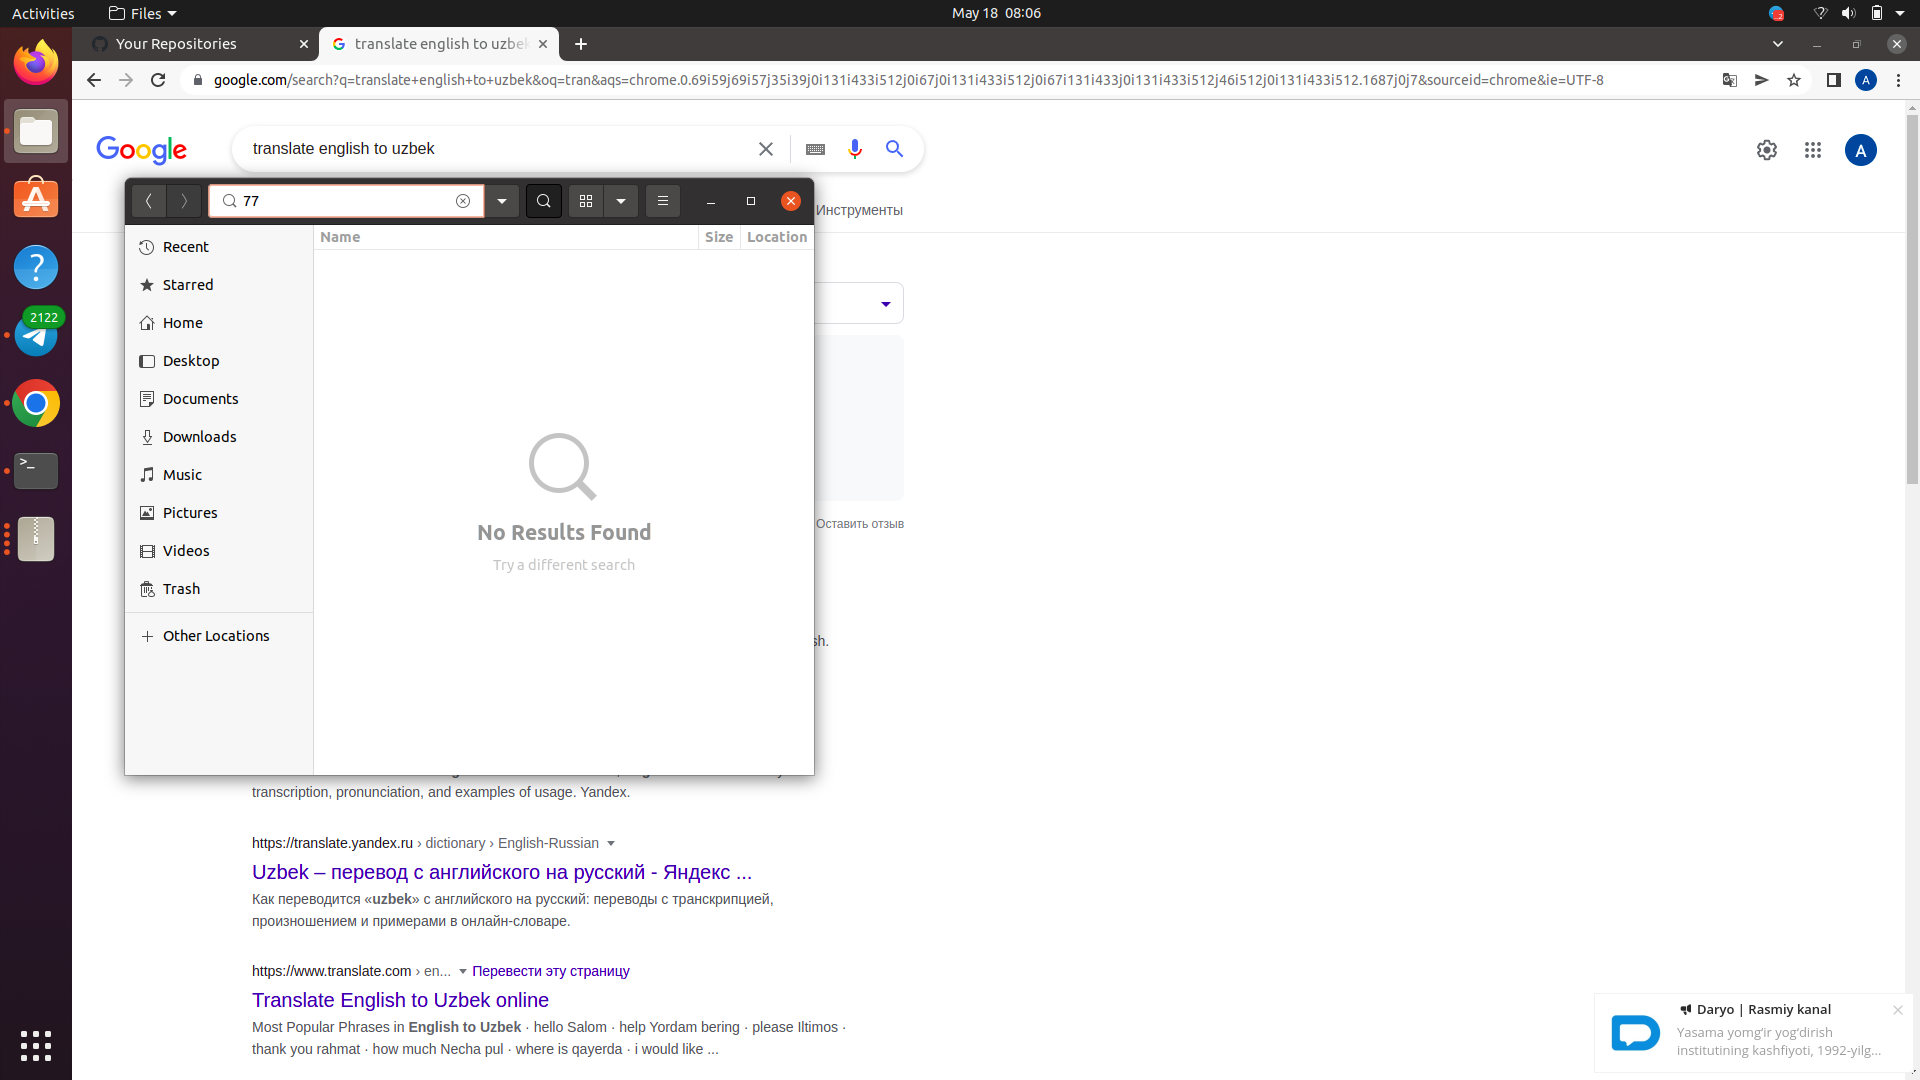 Activities
Files
May 18 08:06
Your Repositories
translate english to uzbe
google.com/search?q=translate+english+to+uzbek&oq=tran&aqs=chrome.0.69i59j69i57j35i39j0i131i433i512j0i67j0i131i433i512j0i67i131i433j0i131i433i512j46i512j0i131i433i512.1687j0j7&sourceid=chrome&ie=UTF-8
A
Google
translate english to uzbek
A
77
Инструменты
Name
Size
Location
Recent
Starred
Home
Desktop
Documents
Downloads
Music
Pictures
Videos
Trash
Other Locations
No Results Found
Try a different search
2122
Оставить отзыв
sh.
transcription, pronunciation, and examples of usage. Yandex.
https://translate.yandex.ru › dictionary › English-Russian
Uzbek – перевод с английского на русский - Яндекс ...
Как переводится «uzbek» с английского на русский: переводы с транскрипцией,
произношением и примерами в онлайн-словаре.
https://www.translate.com › en...
Перевести эту страницу
Translate English to Uzbek online
Most Popular Phrases in English to Uzbek · hello Salom · help Yordam bering · please Iltimos ·
thank you rahmat · how much Necha pul · where is qayerda · i would like ...
Daryo | Rasmiy kanal
Yasama yomgʻir yogʻdirish
institutining kashfiyoti, 1992-yilg...